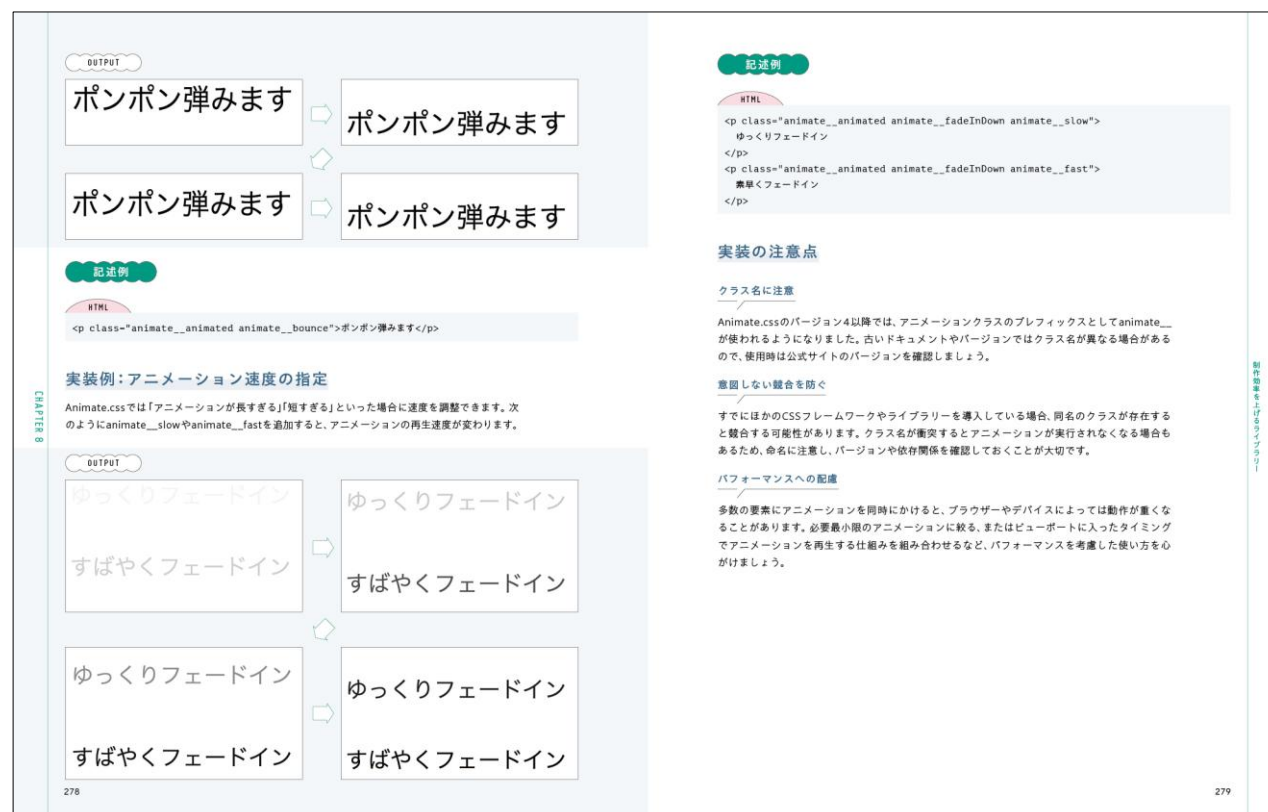 OUTPUT
ポンポン弾みます
ポンポン弾みます
ポンポン弾みます
ポンポン弾みます
記述例
HTML
<p class="animate__animated animate__bounce">ポンポン弾みます</p>
実装例：アニメーション速度の指定
Animate.cssでは「アニメーションが長すぎる」「短すぎる」といった場合に速度を調整できます。次
のようにanimate__slowやanimate__fastを追加すると、アニメーションの再生速度が変わります。
OUTPUT
ゆっくりフェードイン
すばやくフェードイン
ゆっくりフェードイン
すばやくフェードイン
ゆっくりフェードイン
すばやくフェードイン
ゆっくりフェードイン
すばやくフェードイン
CHAPTER 8
278
記述例
HTML
<p class="animate__animated animate__fadeInDown animate__slow">
ゆっくりフェードイン
</p>
<p class="animate__animated animate__fadeInDown animate__fast">
素早くフェードイン
</p>
実装の注意点
クラス名に注意
Animate.cssのバージョン4以降では、アニメーションクラスのプレフィックスとしてanimate__
が使われるようになりました。古いドキュメントやバージョンではクラス名が異なる場合がある
ので、使用時は公式サイトのバージョンを確認しましょう。
意図しない競合を防ぐ
すでにほかのCSSフレームワークやライブラリーを導入している場合、同名のクラスが存在する
と競合する可能性があります。クラス名が衝突するとアニメーションが実行されなくなる場合も
あるため、命名に注意し、バージョンや依存関係を確認しておくことが大切です。
パフォーマンスへの配慮
多数の要素にアニメーションを同時にかけると、ブラウザーやデバイスによっては動作が重くな
ることがあります。必要最小限のアニメーションに絞る、またはビューポートに入ったタイミング
でアニメーションを再生する仕組みを組み合わせるなど、パフォーマンスを考慮した使い方を心
がけましょう。
制作効率を上げるライブラリー
279